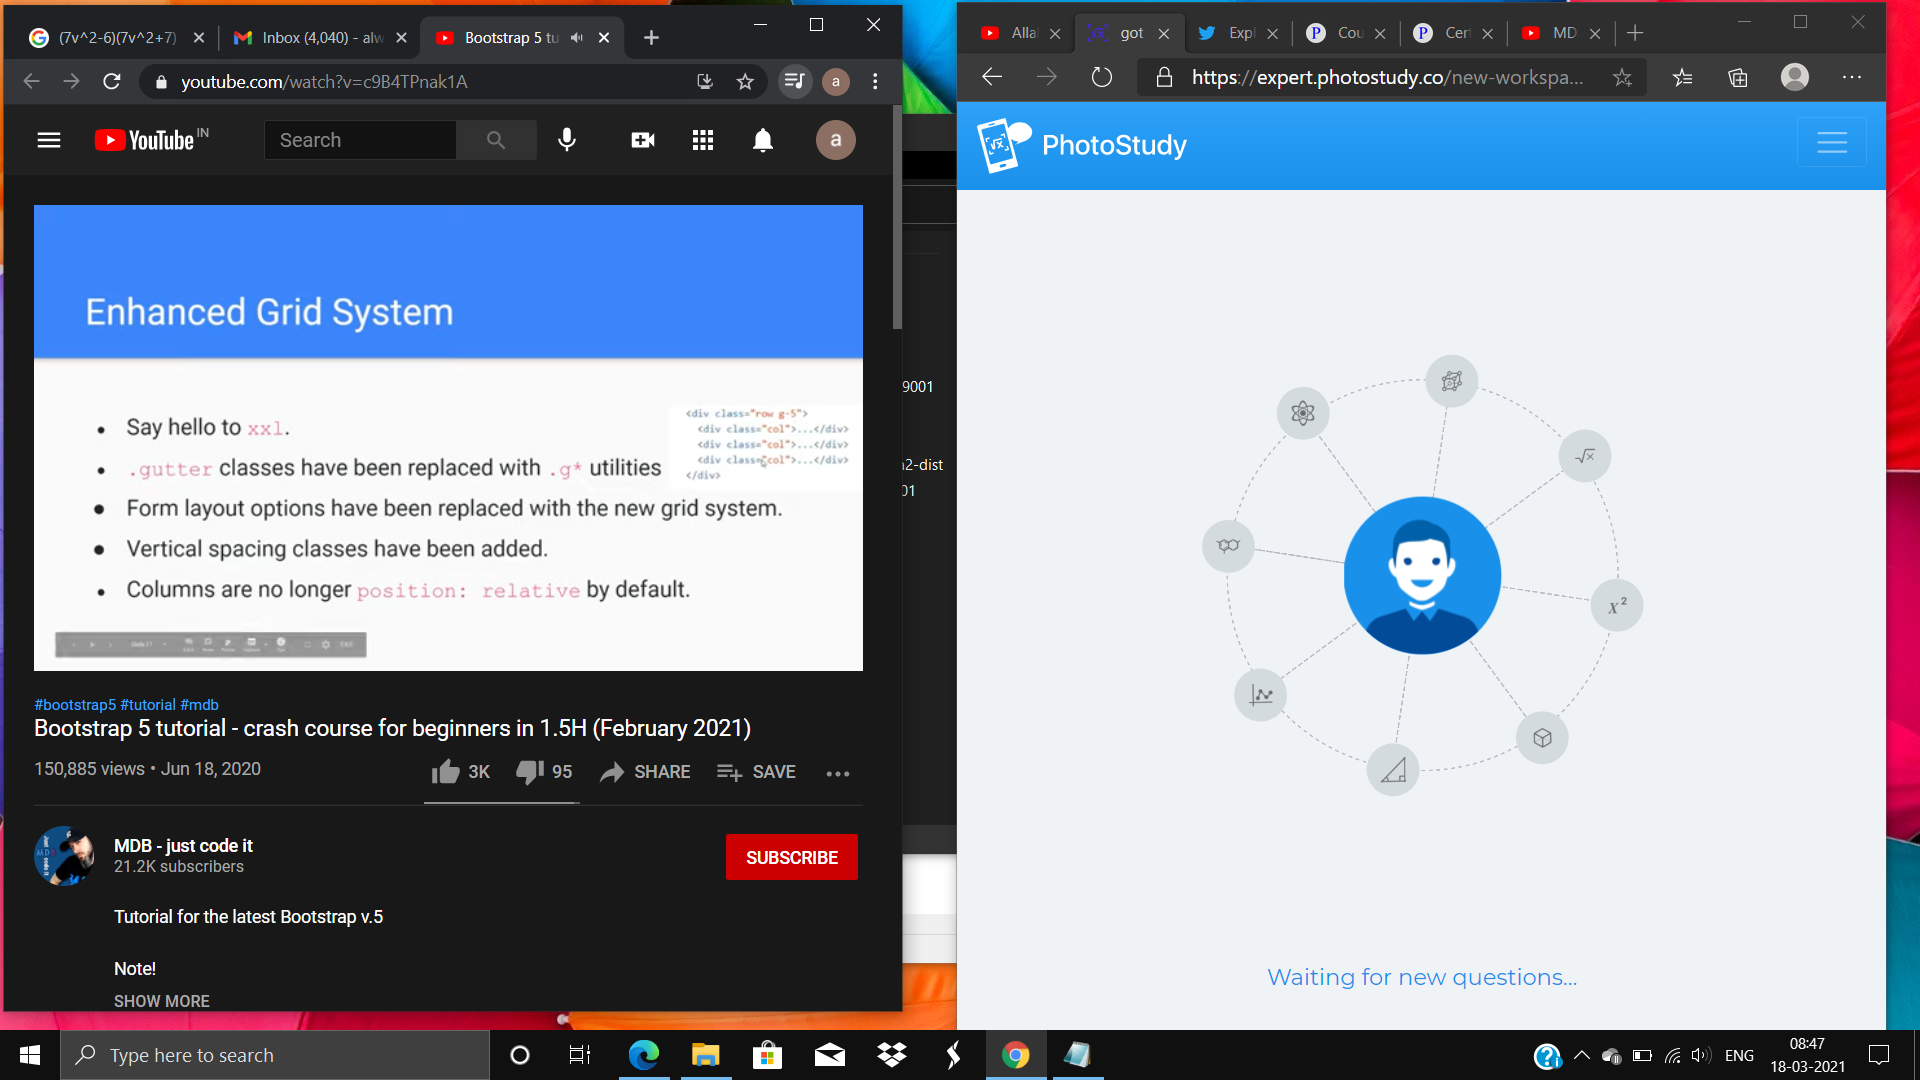 (7v^2-6)(7v^2+7)
Inbox (4,040) - alw
Bootstrap 5 tu
youtube.com/watch?v=c9B4TPnak1A
a
YouTube IN
Search
a
Enhanced Grid System
Say hello to xxl.
.gutter classes have been replaced with .g* utilities
Form layout options have been replaced with the new grid system.
Vertical spacing classes have been added.
Columns are no longer position: relative by default.
<div class="row g-5">
<div class="col">...</div>
<div class="col">...</div>
<div class="col">...</div>
</div>
#bootstrap5 #tutorial #mdb
Bootstrap 5 tutorial - crash course for beginners in 1.5H (February 2021)
150,885 views • Jun 18, 2020
3K
95
SHARE
SAVE
MDB - just code it
21.2K subscribers
SUBSCRIBE
Tutorial for the latest Bootstrap v.5
Note!
SHOW MORE
9001
2-dist
01
Alla
got
Expl
Cou
Cert
MD
https://expert.photostudy.co/new-workspa...
PhotoStudy
√x
x²
Waiting for new questions...
Type here to search
ENG
08:47
18-03-2021